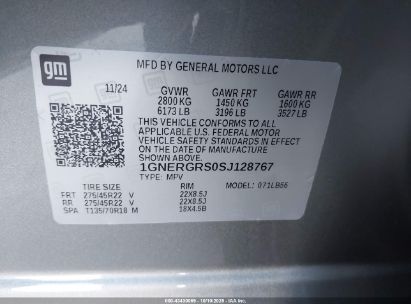 gm
MFD BY GENERAL MOTORS LLC
11/24
GVWR GAWR FRT GAWR RR
2800 KG 1450 KG 1600 KG
6173 LB 3196 LB 3527 LB
THIS VEHICLE CONFORMS TO ALL
APPLICABLE U.S. FEDERAL MOTOR
VEHICLE SAFETY STANDARDS IN EFFECT
ON THE DATE OF MANUFACTURE SHOWN ABOVE.
1GNERGRS0SJ128767
TYPE: MPV MODEL: 071LB56
TIRE SIZE RIM
FRT 275/45R22 V 22X8.5J
RR 275/45R22 V 22X8.5J
SPA T135/70R18 M 18X4.5B
10/19/2025